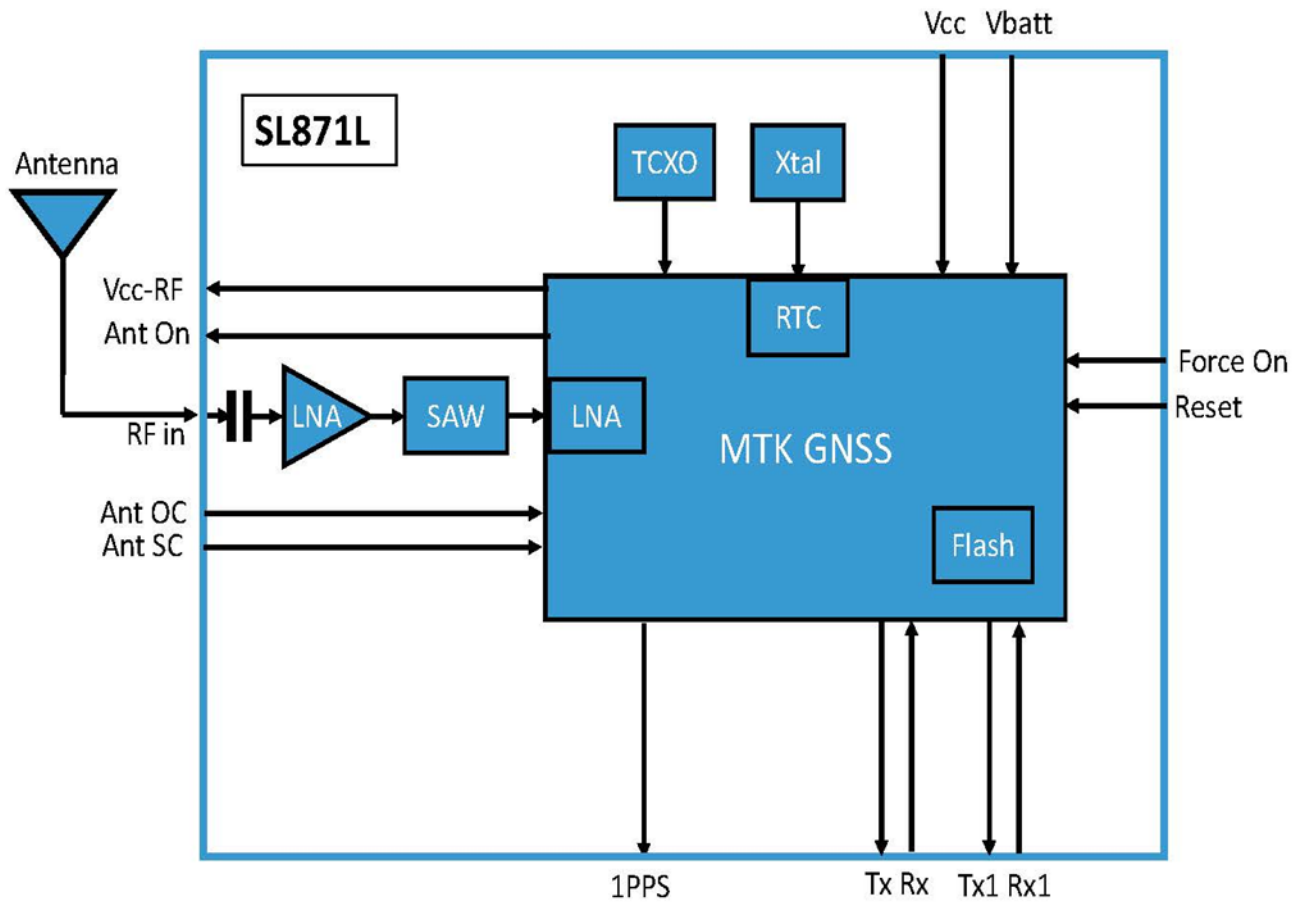 Vcc Vbatt
SL871L
Antenna
TCXO
Xtal
Vcc-RF
RTC
Ant On
Force On
LNA
SAW
LNA
Reset
RF in
MTK GNSS
Ant OC
Ant SC
Flash
1PPS
Tx Rx
Tx1 Rx1